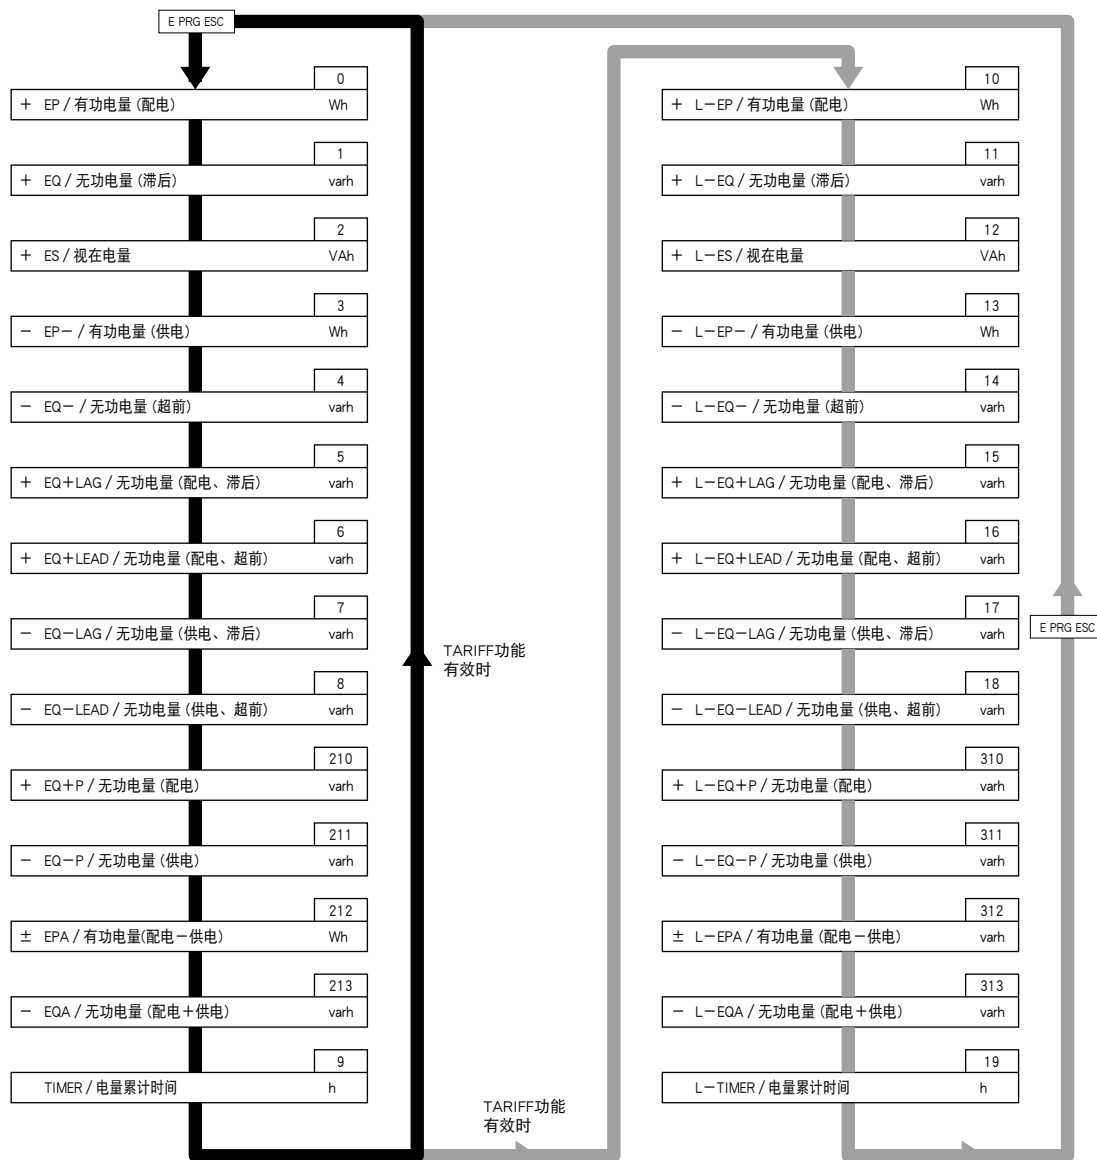 E PRG ESC
0
+ EP / 有功电量 (配电) Wh
1
+ EQ / 无功电量 (滞后) varh
2
+ ES / 视在电量 VAh
3
− EP− / 有功电量 (供电) Wh
4
− EQ− / 无功电量 (超前) varh
5
+ EQ+LAG / 无功电量 (配电、滞后) varh
6
+ EQ+LEAD / 无功电量 (配电、超前) varh
7
− EQ−LAG / 无功电量 (供电、滞后) varh
8
− EQ−LEAD / 无功电量 (供电、超前) varh
210
+ EQ+P / 无功电量 (配电) varh
211
− EQ−P / 无功电量 (供电) varh
212
± EPA / 有功电量(配电−供电) Wh
213
− EQA / 无功电量 (配电+供电) varh
9
TIMER / 电量累计时间 h
TARIFF功能
有效时
TARIFF功能
有效时
10
+ L−EP / 有功电量 (配电) Wh
11
+ L−EQ / 无功电量 (滞后) varh
12
+ L−ES / 视在电量 VAh
13
− L−EP− / 有功电量 (供电) Wh
14
− L−EQ− / 无功电量 (超前) varh
15
+ L−EQ+LAG / 无功电量 (配电、滞后) varh
16
+ L−EQ+LEAD / 无功电量 (配电、超前) varh
17
− L−EQ−LAG / 无功电量 (供电、滞后) varh
18
− L−EQ−LEAD / 无功电量 (供电、超前) varh
310
+ L−EQ+P / 无功电量 (配电) varh
311
− L−EQ−P / 无功电量 (供电) varh
312
± L−EPA / 有功电量 (配电−供电) varh
313
− L−EQA / 无功电量 (配电+供电) varh
19
L−TIMER / 电量累计时间 h
E PRG ESC